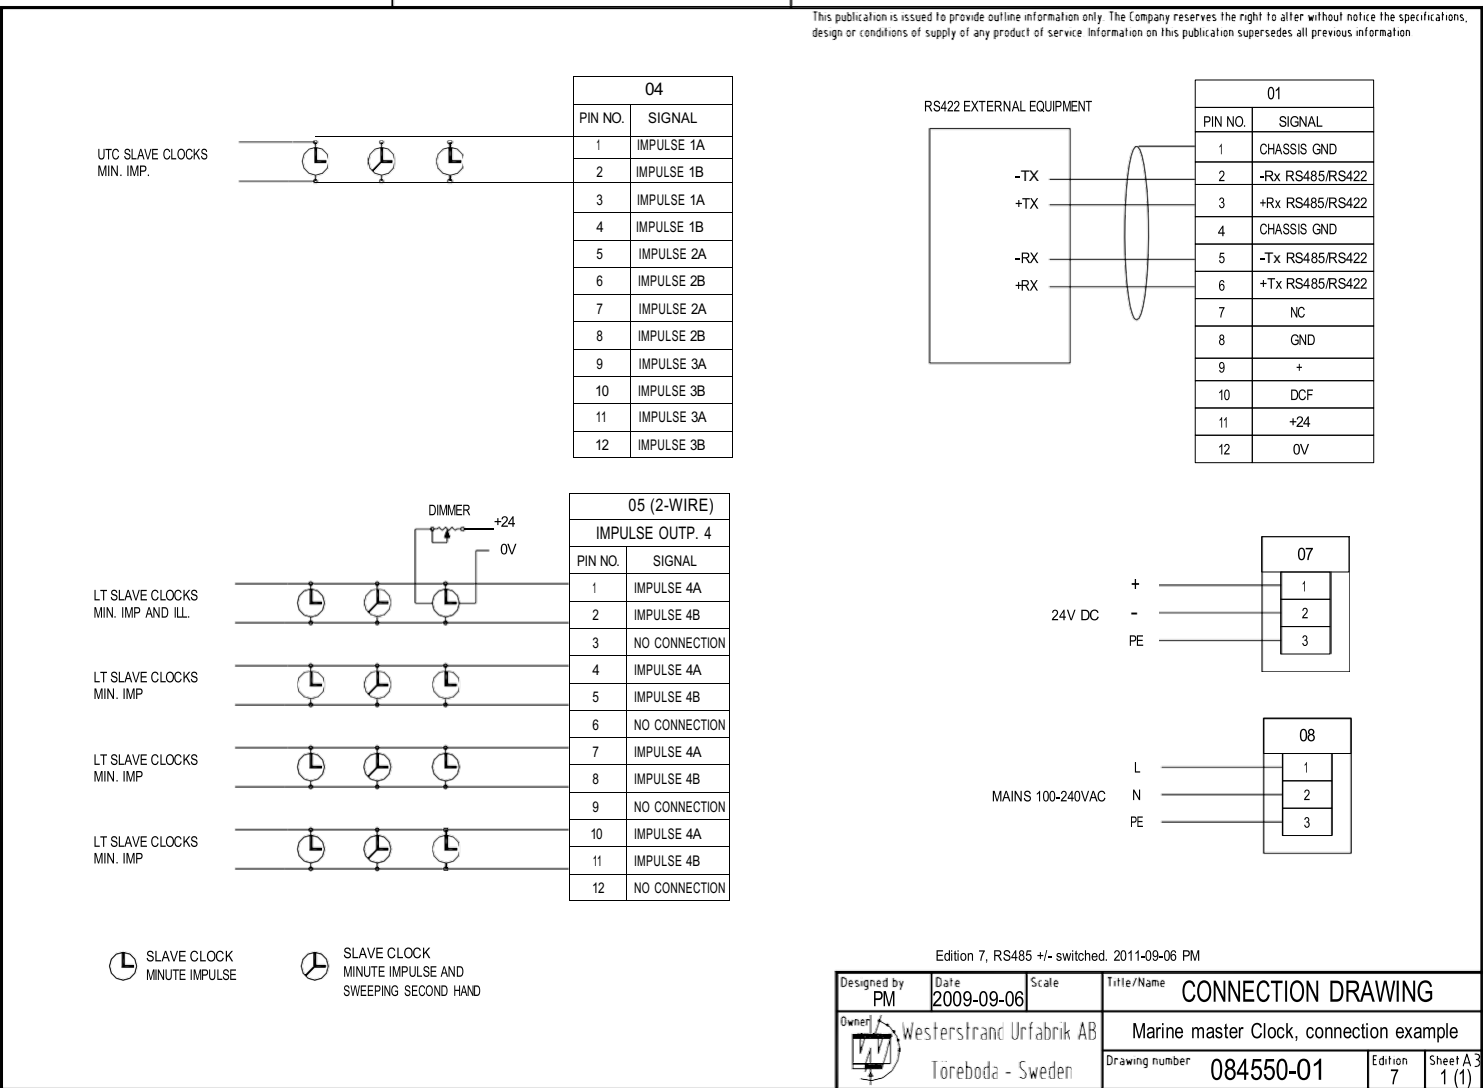 This publication is issued to provide outline information only. The Company reserves the right to alter without notice the specifications,
design or conditions of supply of any product of service. Information on this publication supersedes all previous information.
UTC SLAVE CLOCKS
MIN. IMP.
04
PIN NO. SIGNAL
1 IMPULSE 1A
2 IMPULSE 1B
3 IMPULSE 1A
4 IMPULSE 1B
5 IMPULSE 2A
6 IMPULSE 2B
7 IMPULSE 2A
8 IMPULSE 2B
9 IMPULSE 3A
10 IMPULSE 3B
11 IMPULSE 3A
12 IMPULSE 3B
RS422 EXTERNAL EQUIPMENT
-TX
+TX
-RX
+RX
01
PIN NO. SIGNAL
1 CHASSIS GND
2 -Rx RS485/RS422
3 +Rx RS485/RS422
4 CHASSIS GND
5 -Tx RS485/RS422
6 +Tx RS485/RS422
7 NC
8 GND
9 +
10 DCF
11 +24
12 0V
DIMMER
+24
0V
LT SLAVE CLOCKS
MIN. IMP AND ILL.
LT SLAVE CLOCKS
MIN. IMP
LT SLAVE CLOCKS
MIN. IMP
LT SLAVE CLOCKS
MIN. IMP
05 (2-WIRE)
IMPULSE OUTP. 4
PIN NO. SIGNAL
1 IMPULSE 4A
2 IMPULSE 4B
3 NO CONNECTION
4 IMPULSE 4A
5 IMPULSE 4B
6 NO CONNECTION
7 IMPULSE 4A
8 IMPULSE 4B
9 NO CONNECTION
10 IMPULSE 4A
11 IMPULSE 4B
12 NO CONNECTION
07
24V DC
+ 1
- 2
PE 3
08
MAINS 100-240VAC
L 1
N 2
PE 3
SLAVE CLOCK
MINUTE IMPULSE
SLAVE CLOCK
MINUTE IMPULSE AND
SWEEPING SECOND HAND
Edition 7, RS485 +/- switched. 2011-09-06 PM
Designed by
PM
Date
2009-09-06
Scale
Title/Name CONNECTION DRAWING
Owner
W
Westerstrand Urfabrik AB
Töreboda - Sweden
Marine master Clock, connection example
Drawing number 084550-01
Edition
7
Sheet A3
1 (1)